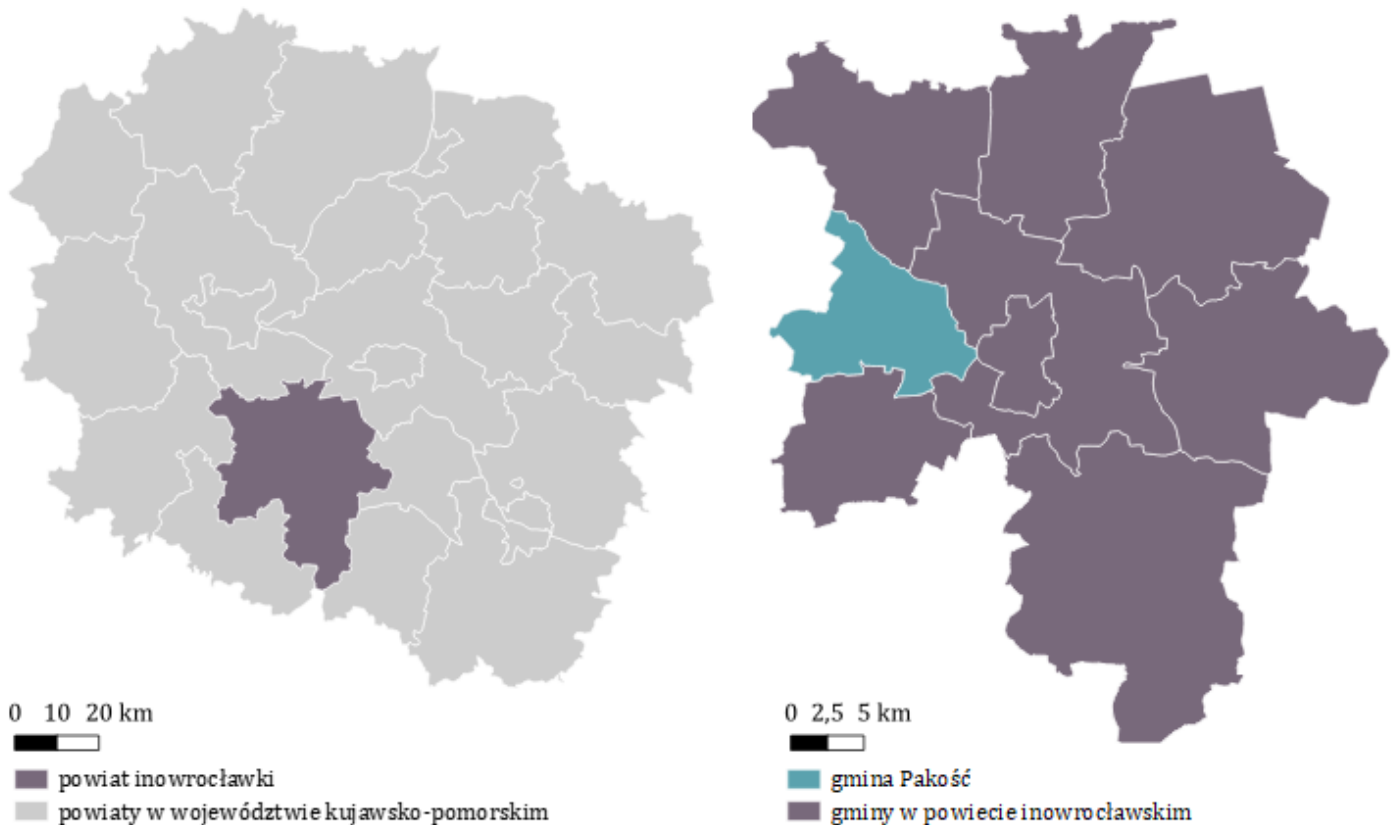 0 10 20 km
powiat inowrocławki
powiaty w województwie kujawsko-pomorskim
0 2,5 5 km
gmina Pakość
gminy w powiecie inowrocławskim